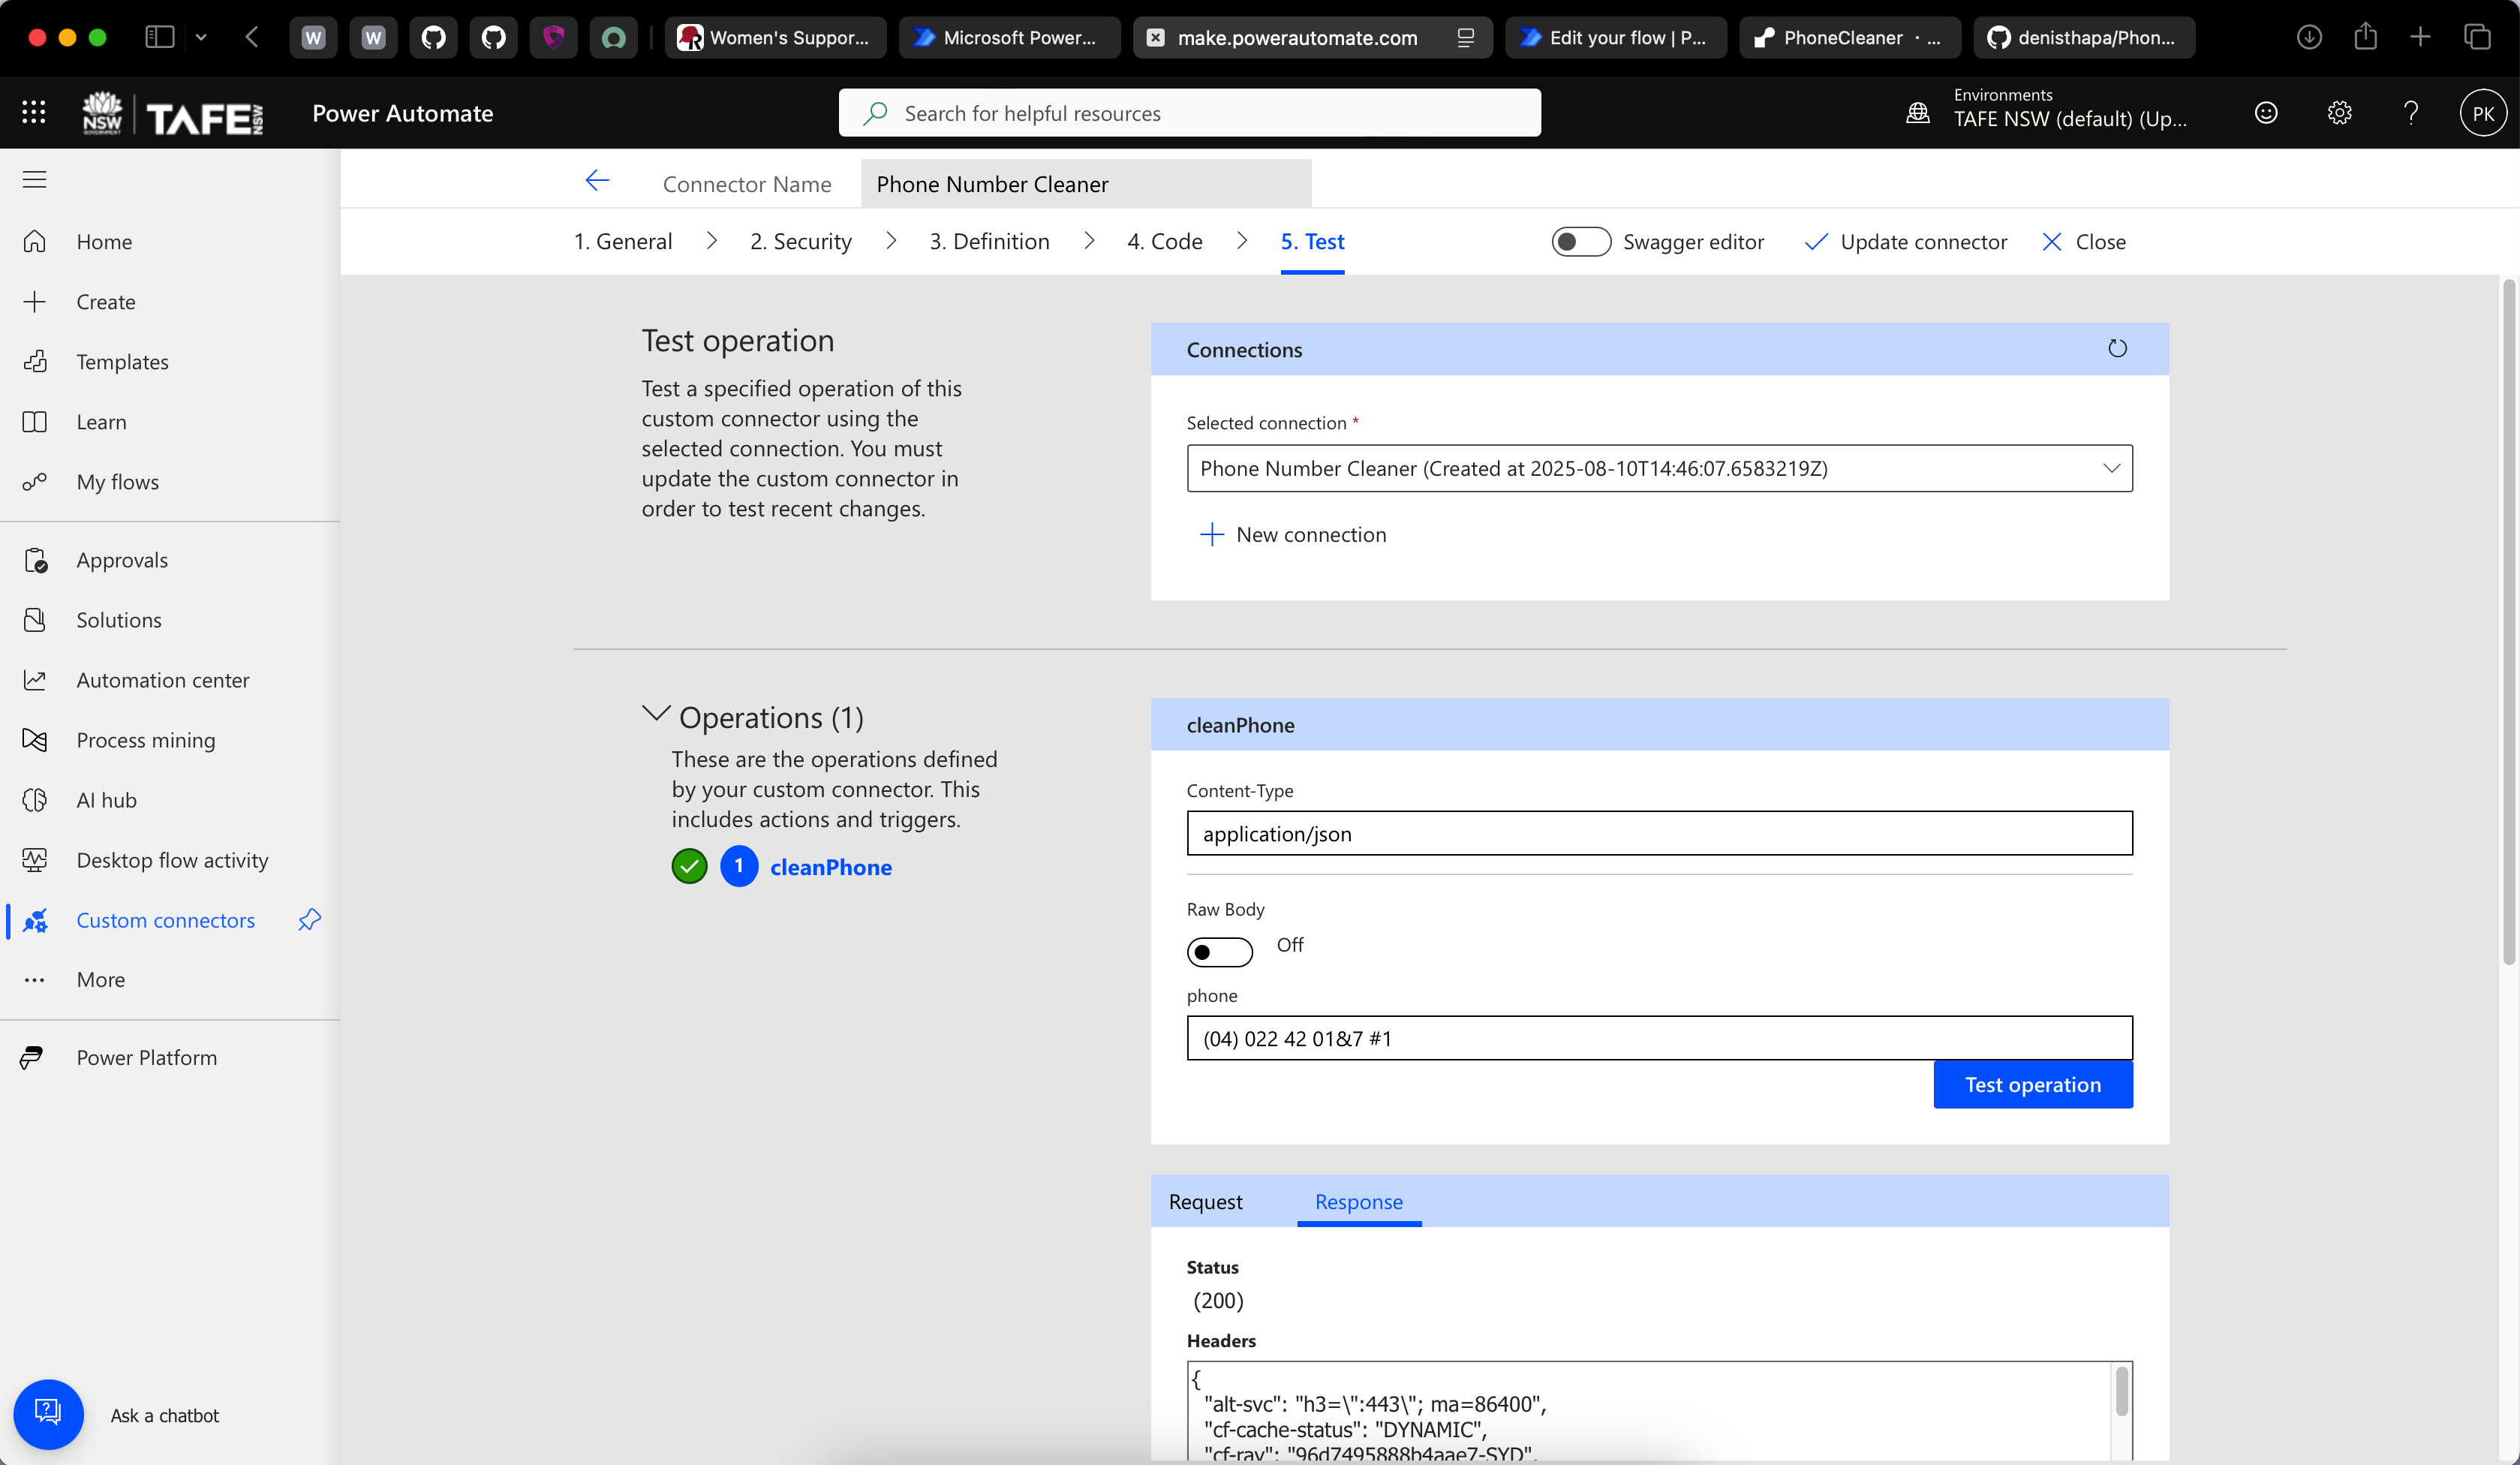 W
W
Women's Suppor...
Microsoft Power...
make.powerautomate.com
Edit your flow | P...
PhoneCleaner · ...
denisthapa/Phon...
NSW
GOVERNMENT
TAFE NSW
Power Automate
Search for helpful resources
Environments
TAFE NSW (default) (Up...
?
PK
Connector Name
Phone Number Cleaner
1. General
2. Security
3. Definition
4. Code
5. Test
Swagger editor
Update connector
Close
Home
Create
Templates
Learn
My flows
Approvals
Solutions
Automation center
Process mining
AI hub
Desktop flow activity
Custom connectors
More
Power Platform
Ask a chatbot
Test operation
Test a specified operation of this
custom connector using the
selected connection. You must
update the custom connector in
order to test recent changes.
Connections
Selected connection *
Phone Number Cleaner (Created at 2025-08-10T14:46:07.6583219Z)
New connection
Operations (1)
These are the operations defined
by your custom connector. This
includes actions and triggers.
1 cleanPhone
cleanPhone
Content-Type
application/json
Raw Body
Off
phone
(04) 022 42 01&7 #1
Test operation
Request
Response
Status
(200)
Headers
{
"alt-svc": "h3=\":443\"; ma=86400",
"cf-cache-status": "DYNAMIC",
"cf-ray": "96d7495888b4aae7-SYD",